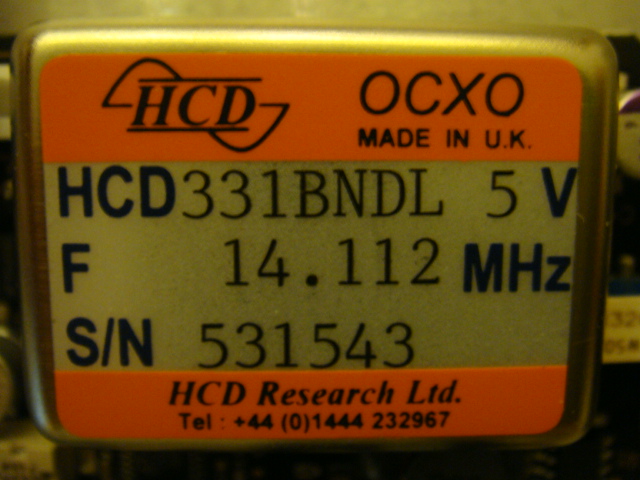 HCD OCXO
MADE IN U.K.
HCD331BNDL 5 V
F 14.112 MHz
S/N 531543
HCD Research Ltd.
Tel : +44 (0)1444 232967